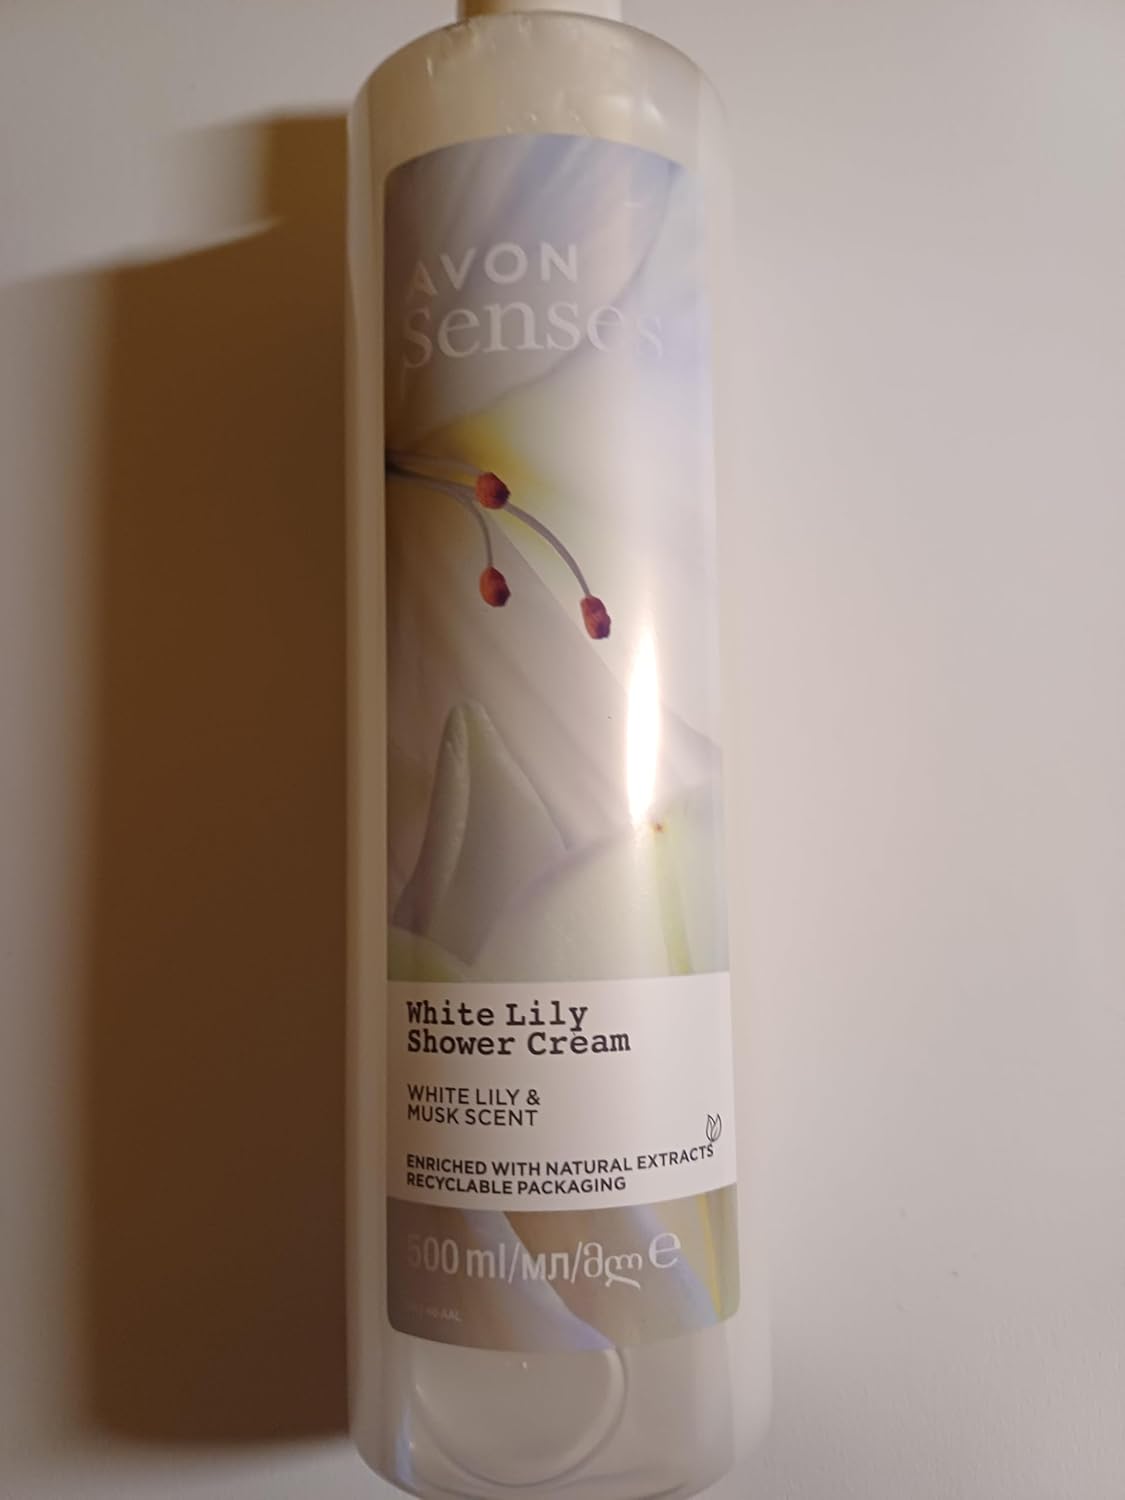 AVON
senses
White Lily
Shower Cream
WHITE LILY &
MUSK SCENT
ENRICHED WITH NATURAL EXTRACTS
RECYCLABLE PACKAGING
500 ml/мл/მლ e